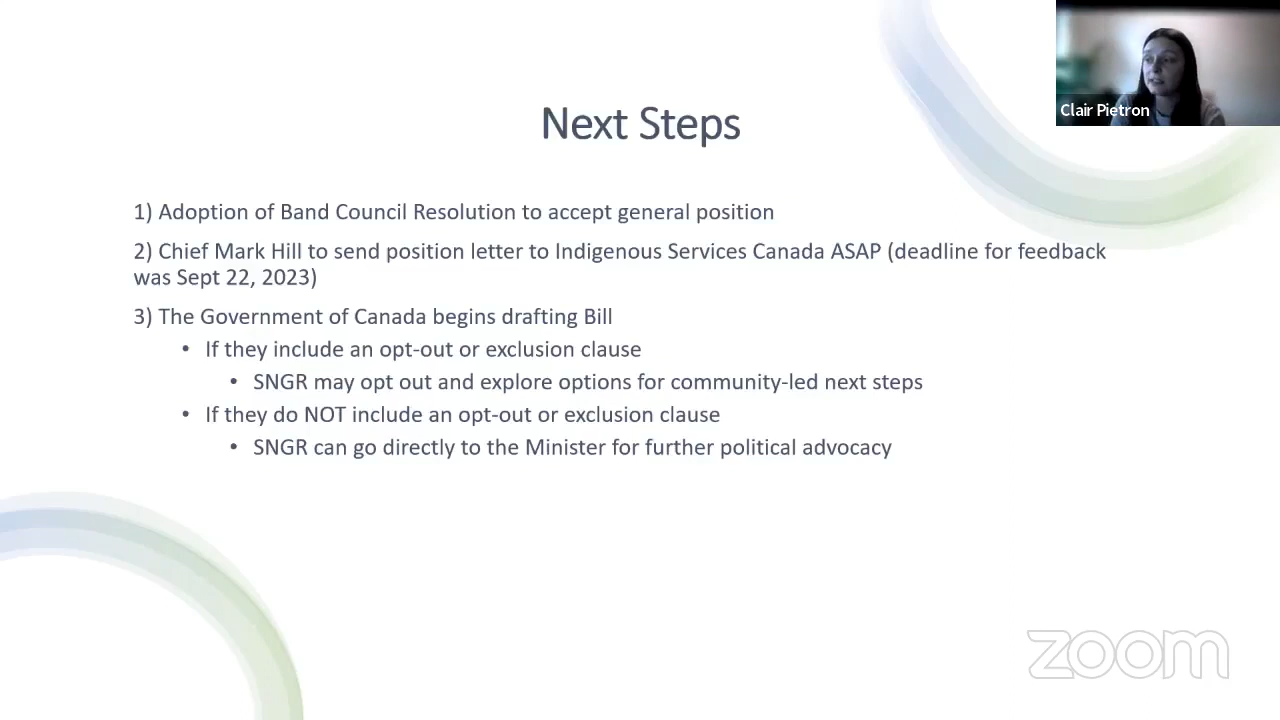 Clair Pietron
Next Steps
1) Adoption of Band Council Resolution to accept general position
2) Chief Mark Hill to send position letter to Indigenous Services Canada ASAP (deadline for feedback
was Sept 22, 2023)
3) The Government of Canada begins drafting Bill
• If they include an opt-out or exclusion clause
• SNGR may opt out and explore options for community-led next steps
• If they do NOT include an opt-out or exclusion clause
• SNGR can go directly to the Minister for further political advocacy
zoom